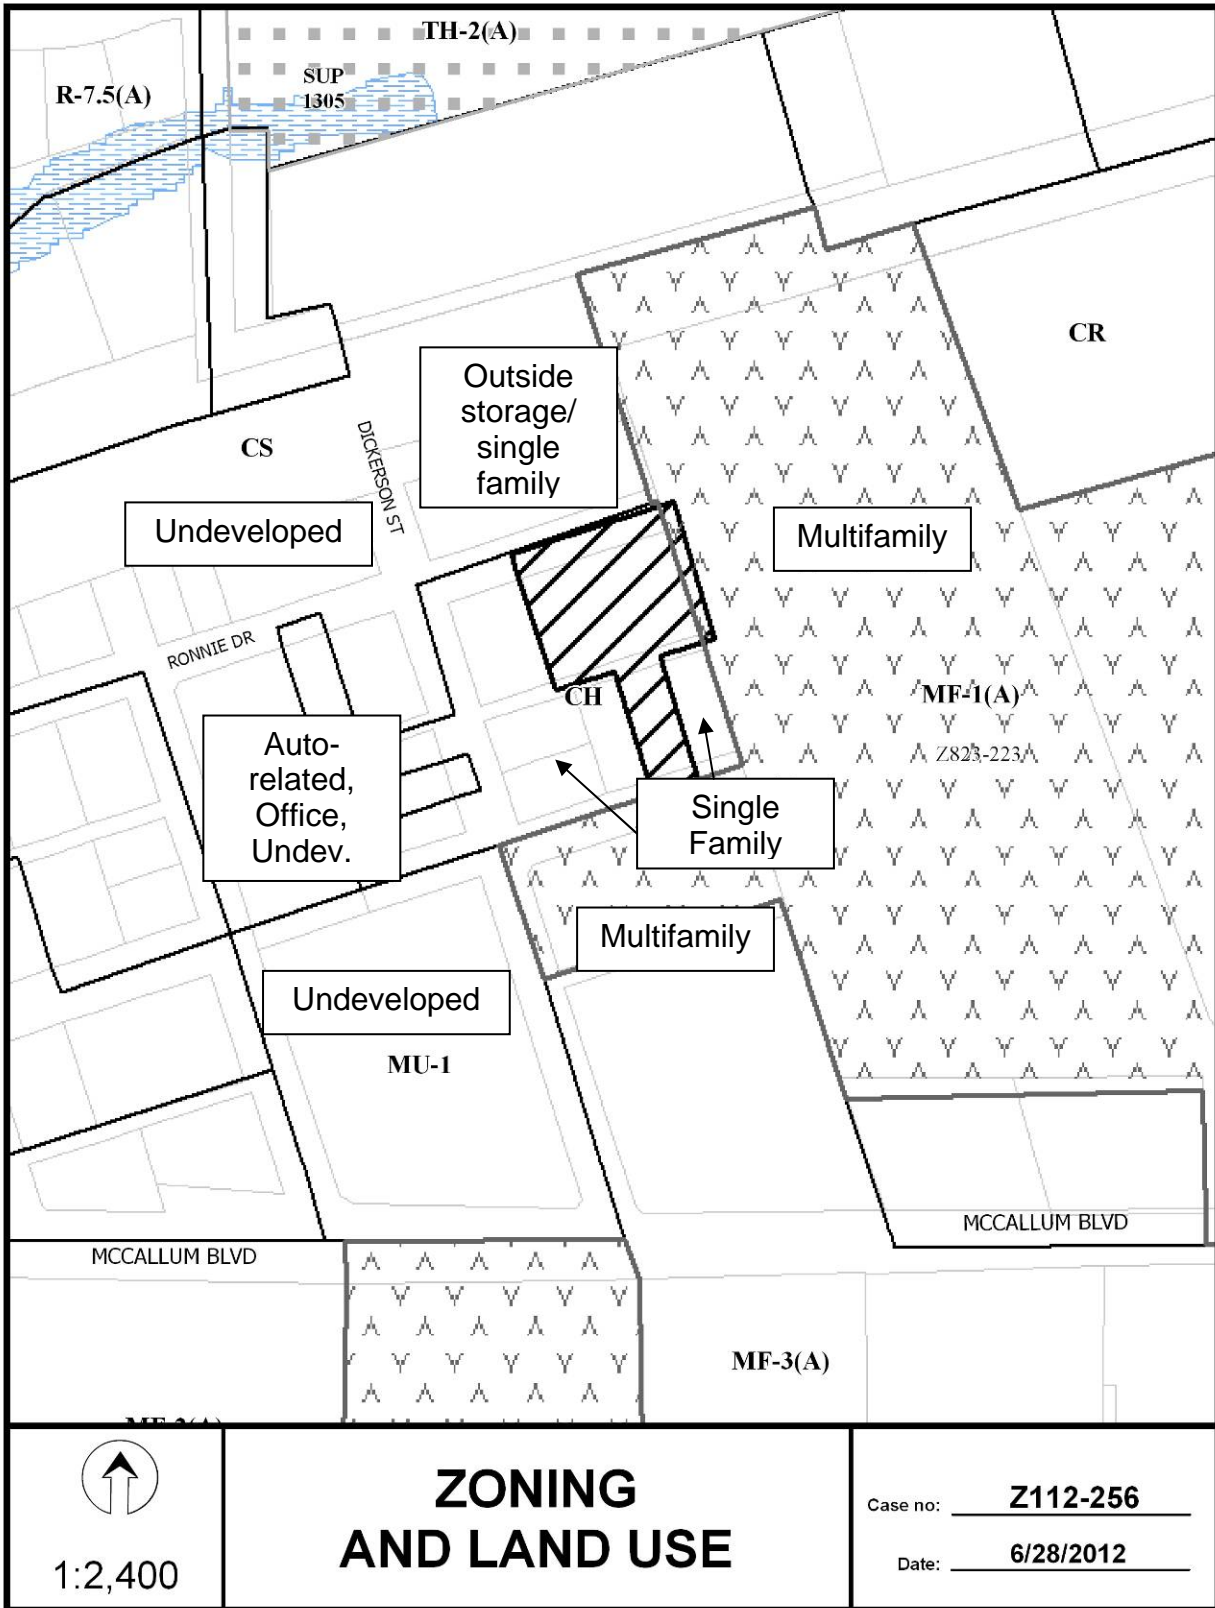 TH-2(A)
SUP
1305
R-7.5(A)
CR
Outside
storage/
single
family
CS
DICKERSON ST
Undeveloped
Multifamily
RONNIE DR
CH
MF-1(A)
Z823-223
Auto-
related,
Office,
Undev.
Single
Family
Multifamily
Undeveloped
MU-1
MCCALLUM BLVD
MCCALLUM BLVD
MF-3(A)
1:2,400
ZONING
AND LAND USE
Case no: Z112-256
Date: 6/28/2012